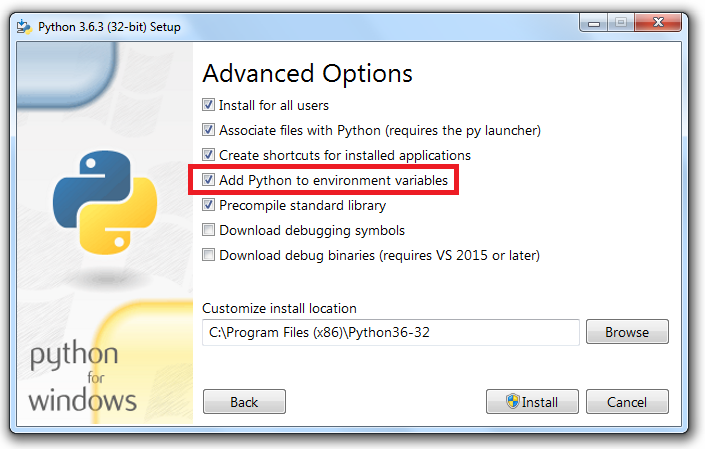 Python 3.6.3 (32-bit) Setup
Advanced Options
Install for all users
Associate files with Python (requires the py launcher)
Create shortcuts for installed applications
Add Python to environment variables
Precompile standard library
Download debugging symbols
Download debug binaries (requires VS 2015 or later)
Customize install location
C:\Program Files (x86)\Python36-32
Browse
python
for
windows
Back
Install
Cancel